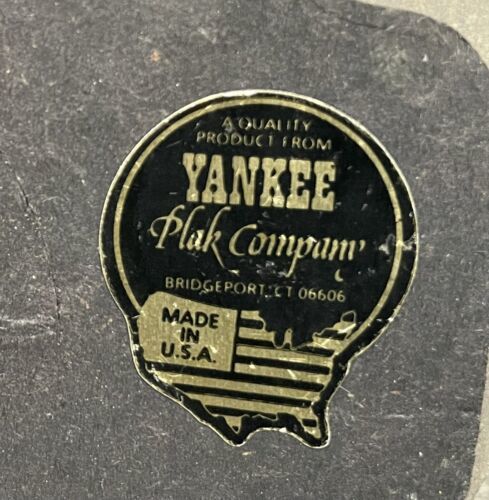 A QUALITY
PRODUCT FROM
YANKEE
Plak Company
BRIDGEPORT, CT 06606
MADE
IN
U.S.A.